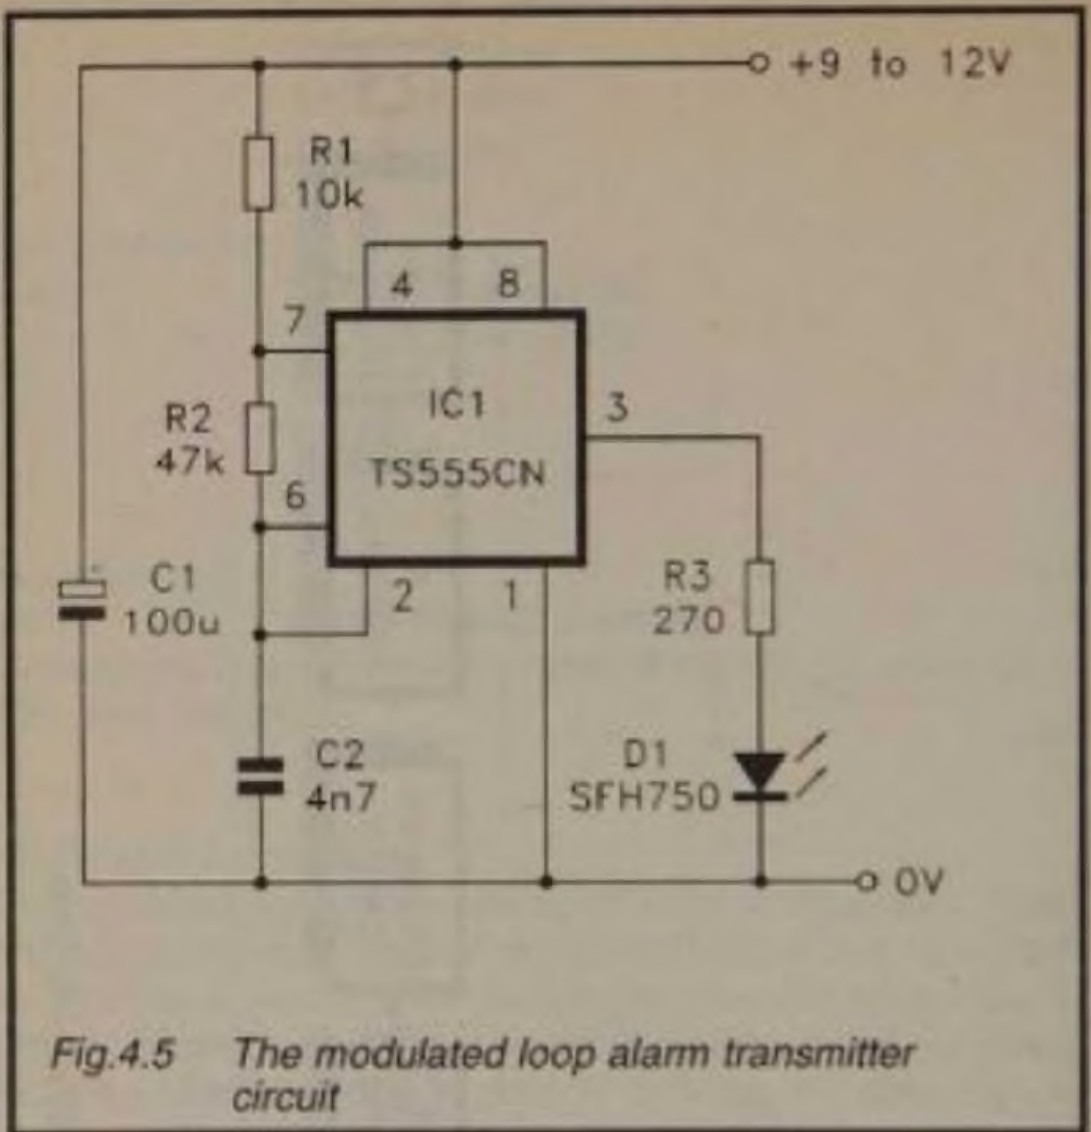 +9 to 12V
R1
10k
4 8
7
IC1
3
R2
47k
TS555CN
6
C1
100u
2 1
R3
270
C2
4n7
D1
SFH750
0V
Fig.4.5 The modulated loop alarm transmitter
circuit